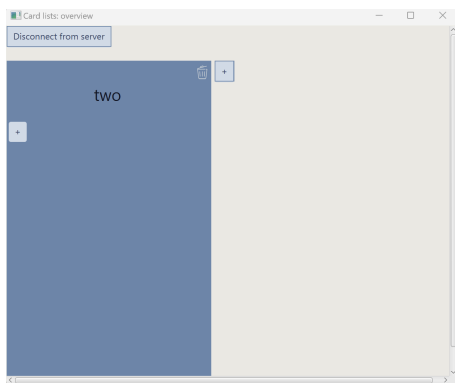 Card lists: overview
Disconnect from server
+
two
+